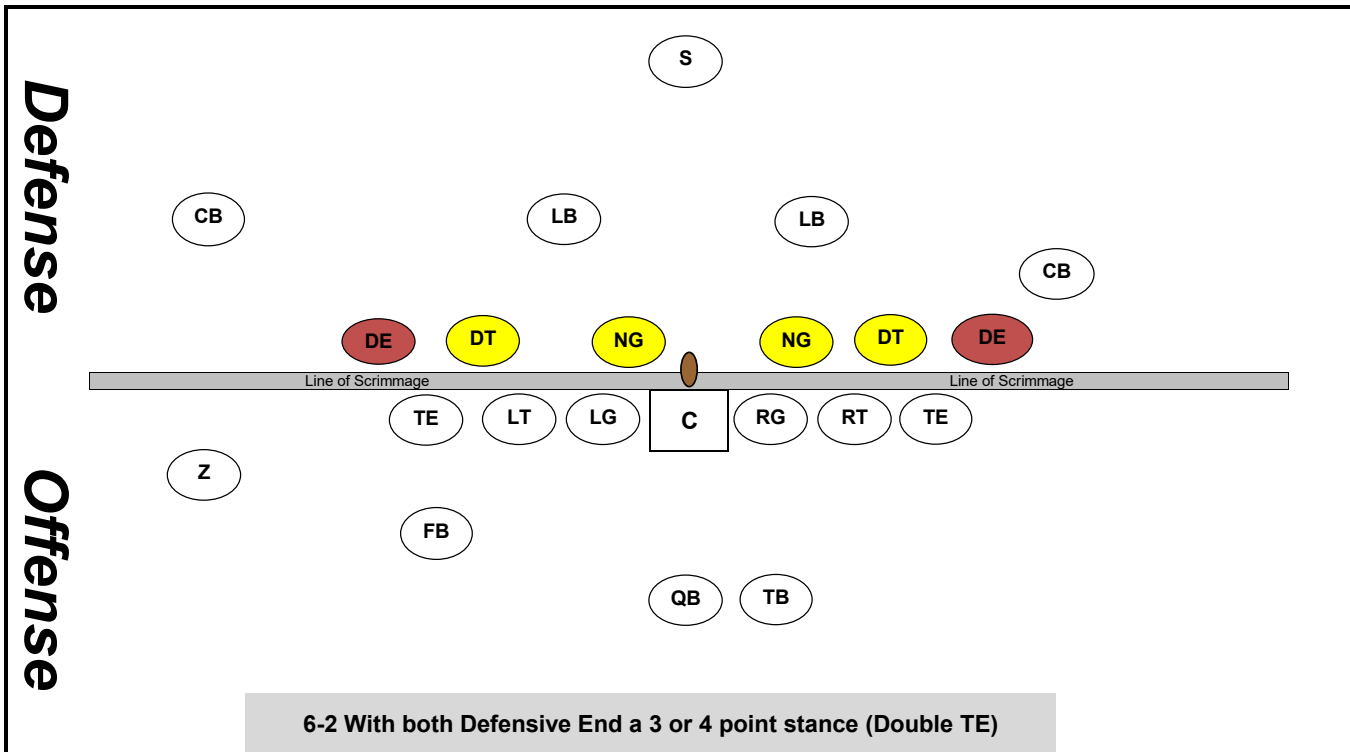 Defense
S
CB LB LB
CB
DE DT NG NG DT DE
Line of Scrimmage Line of Scrimmage
TE LT LG C RG RT TE
Offense
Z
FB
QB TB
6-2 With both Defensive End a 3 or 4 point stance (Double TE)